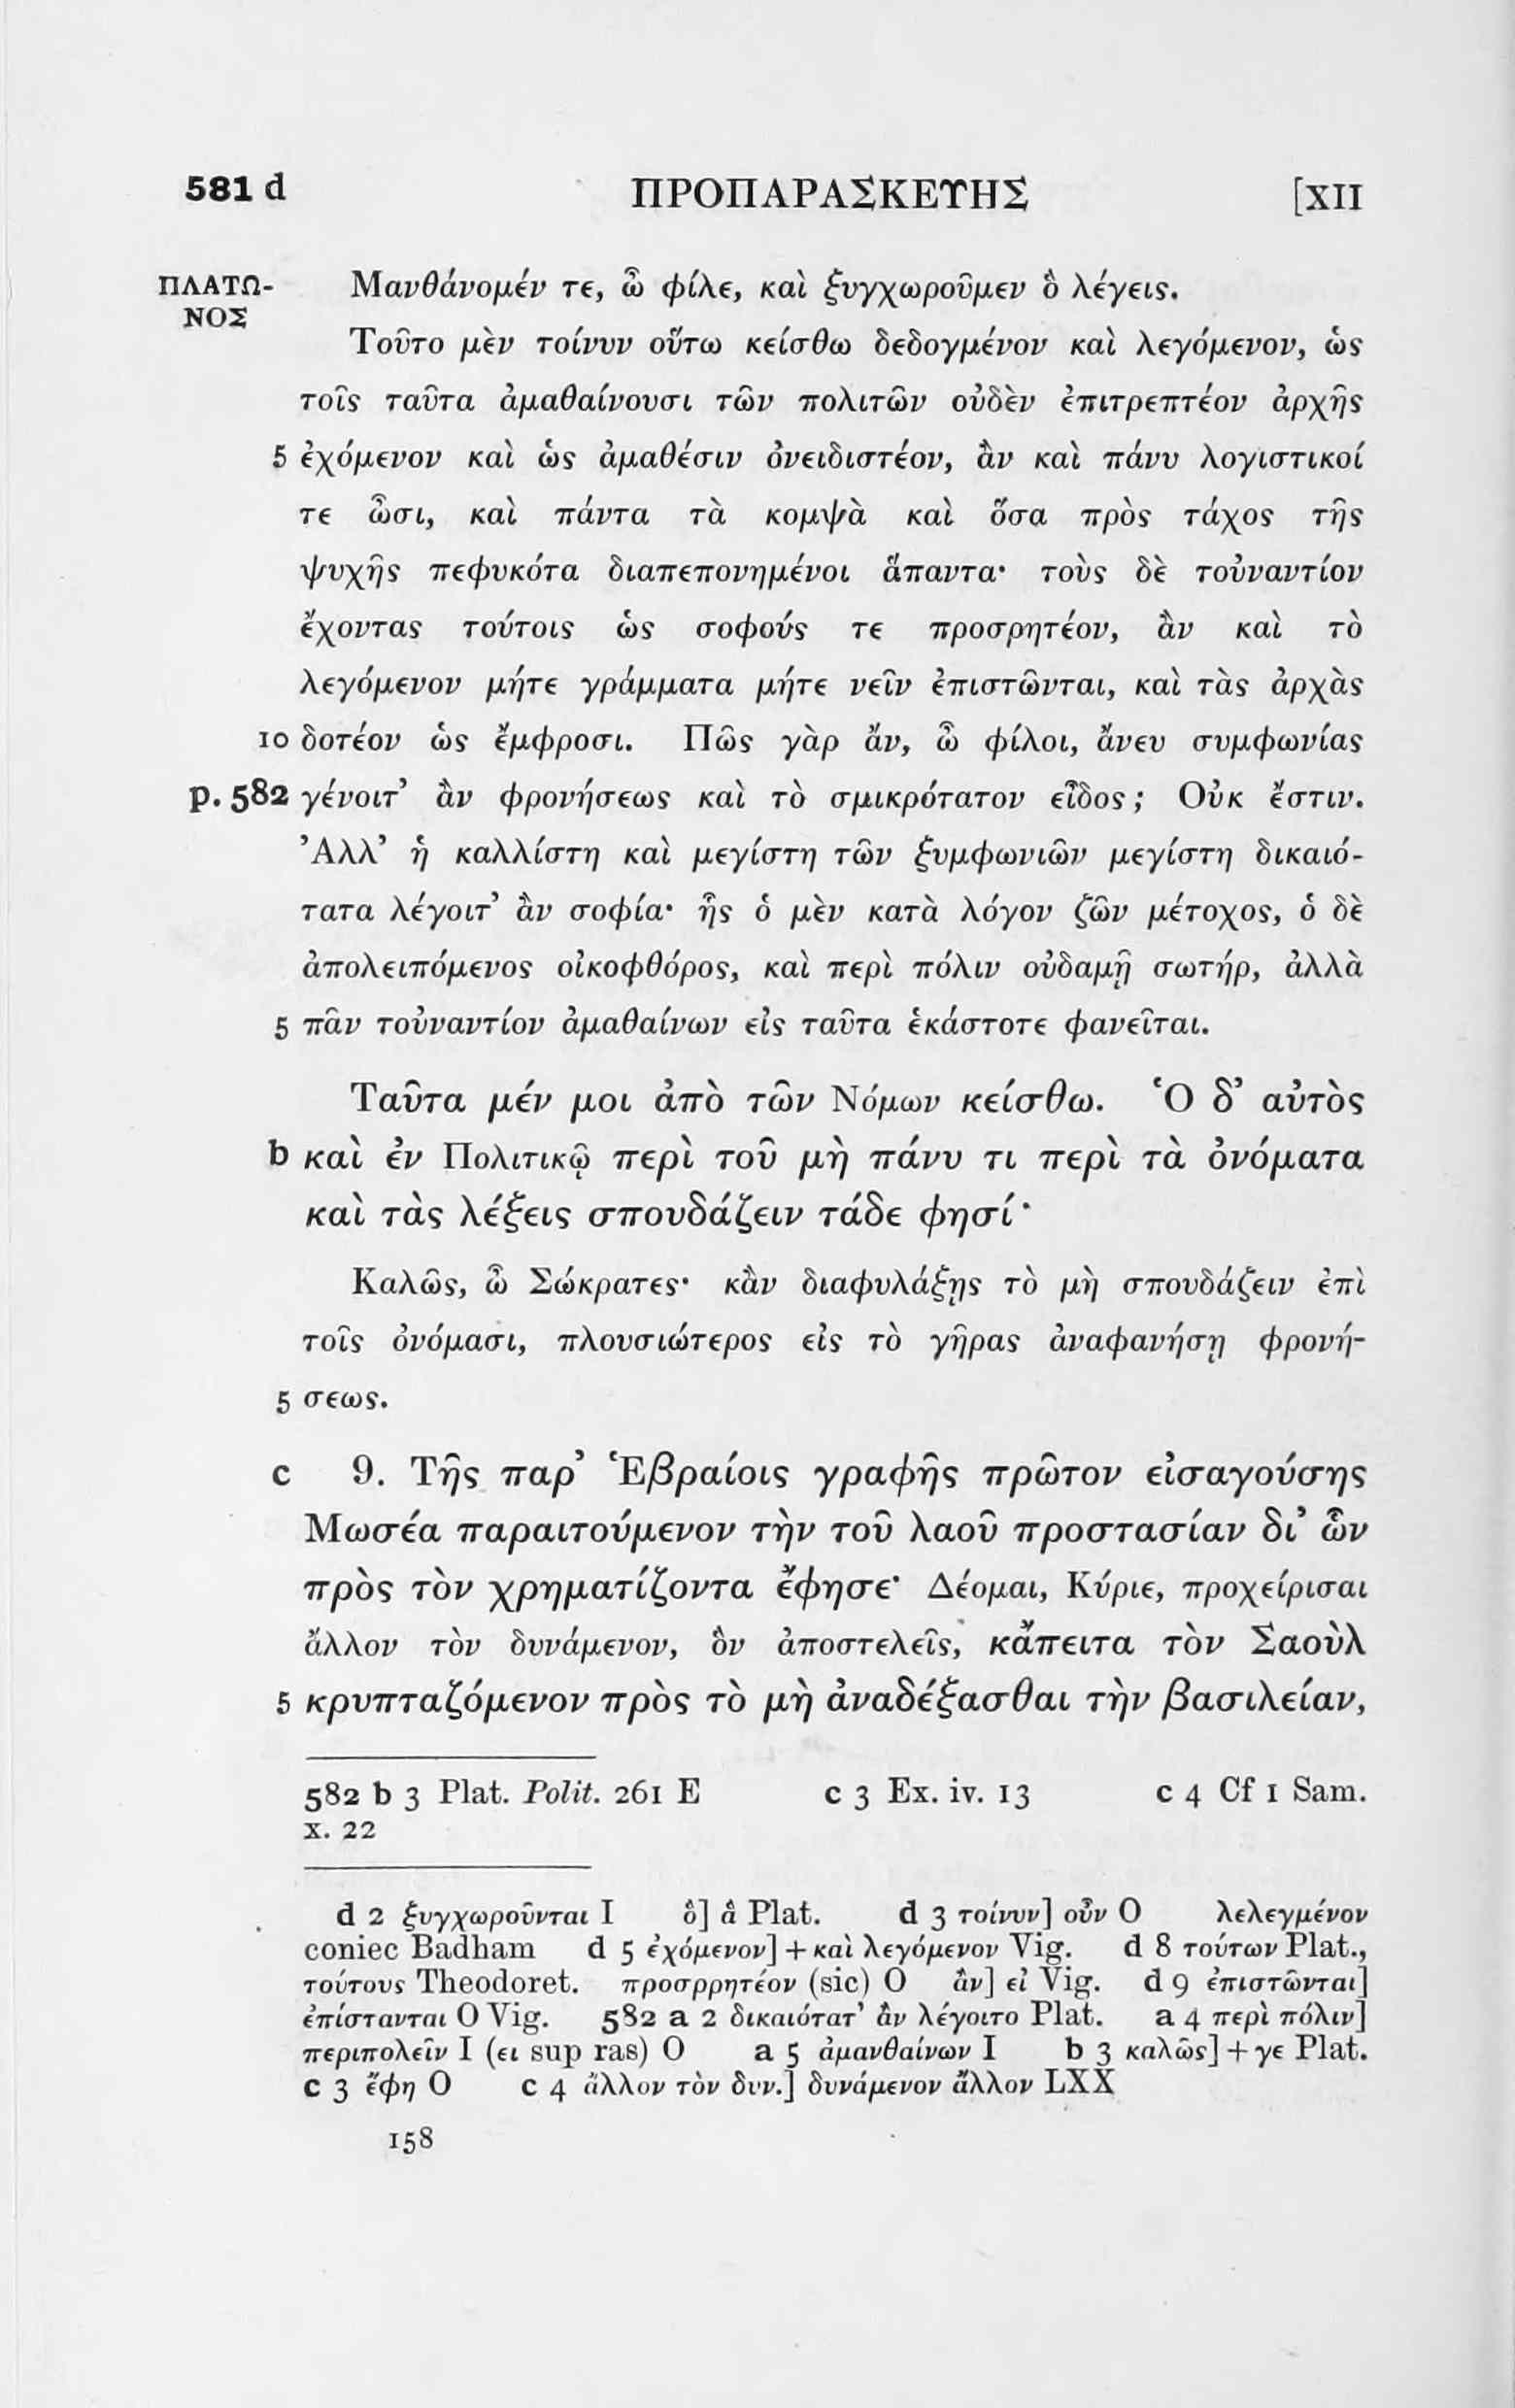 581 d ΠΡΟΠΑΡΑΣΚΕΥΗΣ [XII
ΠΛΑΤΩ- Μανθάνομέν τε, ὦ φίλε, καὶ ξυγχωροῦμεν ὃ λέγεις.
ΝΟΣ
Τοῦτο μὲν τοίνυν οὕτω κείσθω δεδογμένον καὶ λεγόμενον, ὡς
τοῖς ταῦτα ἀμαθαίνουσι τῶν πολιτῶν οὐδὲν ἐπιτρεπτέον ἀρχῆς
5 ἐχόμενον καὶ ὡς ἀμαθέσιν ὀνειδιστέον, ἂν καὶ πάνυ λογιστικοί
τε ὦσι, καὶ πάντα τὰ κομψὰ καὶ ὅσα πρὸς τάχος τῆς
ψυχῆς πεφυκότα διαπεπονημένοι ἅπαντα· τοὺς δὲ τοὐναντίον
ἔχοντας τούτοις ὡς σοφούς τε προσρητέον, ἂν καὶ τὸ
λεγόμενον μήτε γράμματα μήτε νεῖν ἐπιστῶνται, καὶ τὰς ἀρχὰς
10 δοτέον ὡς ἔμφροσι. Πῶς γὰρ ἄν, ὦ φίλοι, ἄνευ συμφωνίας
p. 582 γένοιτ’ ἂν φρονήσεως καὶ τὸ σμικρότατον εἶδος; Οὐκ ἔστιν.
Ἀλλ’ ἡ καλλίστη καὶ μεγίστη τῶν ξυμφωνιῶν μεγίστη δικαιό-
τατα λέγοιτ’ ἂν σοφία· ἧς ὁ μὲν κατὰ λόγον ζῶν μέτοχος, ὁ δὲ
ἀπολειπόμενος οἰκοφθόρος, καὶ περὶ πόλιν οὐδαμῇ σωτήρ, ἀλλὰ
5 πᾶν τοὐναντίον ἀμαθαίνων εἰς ταῦτα ἑκάστοτε φανεῖται.
Ταῦτα μέν μοι ἀπὸ τῶν Νόμων κείσθω. Ὁ δ’ αὐτὸς
b καὶ ἐν Πολιτικῷ περὶ τοῦ μὴ πάνυ τι περὶ τὰ ὀνόματα
καὶ τὰς λέξεις σπουδάζειν τάδε φησί·
Καλῶς, ὦ Σώκρατες· κἂν διαφυλάξῃς τὸ μὴ σπουδάζειν ἐπὶ
τοῖς ὀνόμασι, πλουσιώτερος εἰς τὸ γῆρας ἀναφανήσῃ φρονή-
5 σεως.
c 9. Τῆς παρ’ Ἑβραίοις γραφῆς πρῶτον εἰσαγούσης
Μωσέα παραιτούμενον τὴν τοῦ λαοῦ προστασίαν δι’ ὧν
πρὸς τὸν χρηματίζοντα ἔφησε· Δέομαι, Κύριε, προχείρισαι
ἄλλον τὸν δυνάμενον, ὃν ἀποστελεῖς, κἄπειτα τὸν Σαοὺλ
5 κρυπταζόμενον πρὸς τὸ μὴ ἀναδέξασθαι τὴν βασιλείαν,
582 b 3 Plat. Polit. 261 E c 3 Ex. iv. 13 c 4 Cf 1 Sam.
x. 22
d 2 ξυγχωροῦνται I ὃ] ἃ Plat. d 3 τοίνυν] οὖν O λελεγμένον
coniec Badham d 5 ἐχόμενον] + καὶ λεγόμενον Vig. d 8 τούτων Plat.,
τούτους Theodoret. προσρρητέον (sic) O ἂν] εἰ Vig. d 9 ἐπιστῶνται]
ἐπίστανται O Vig. 582 a 2 δικαιότατ’ ἂν λέγοιτο Plat. a 4 περὶ πόλιν]
περιπολεῖν I (ει sup ras) O a 5 ἀμανθαίνων I b 3 καλῶς] + γε Plat.
c 3 ἔφη O c 4 ἄλλον τὸν δυν.] δυνάμενον ἄλλον LXX
158